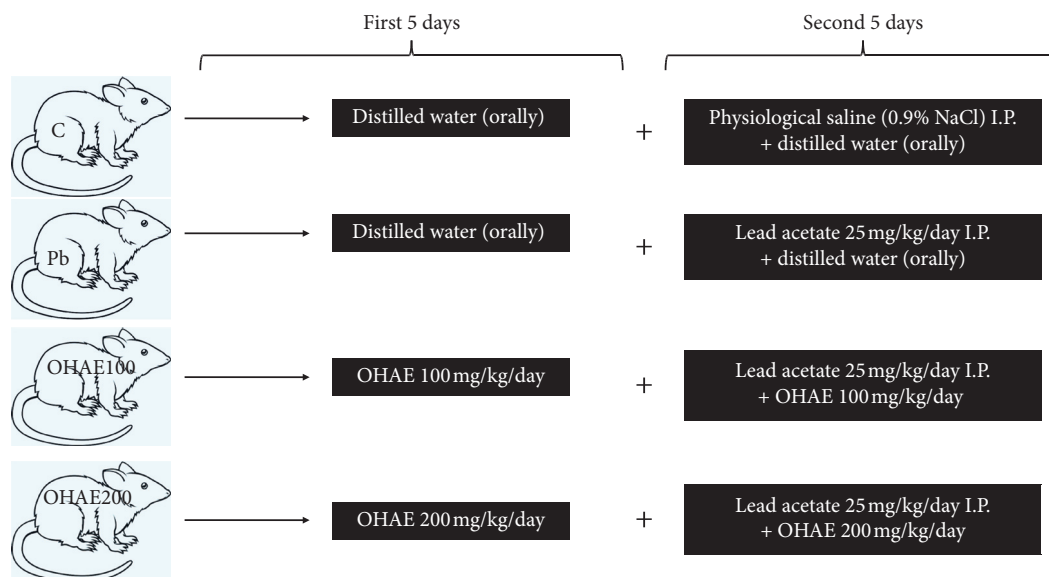 First 5 days
Second 5 days
C
Distilled water (orally)
+
Physiological saline (0.9% NaCl) I.P.
+ distilled water (orally)
Pb
Distilled water (orally)
+
Lead acetate 25 mg/kg/day I.P.
+ distilled water (orally)
OHAE100
OHAE 100 mg/kg/day
+
Lead acetate 25 mg/kg/day I.P.
+ OHAE 100 mg/kg/day
OHAE200
OHAE 200 mg/kg/day
+
Lead acetate 25 mg/kg/day I.P.
+ OHAE 200 mg/kg/day